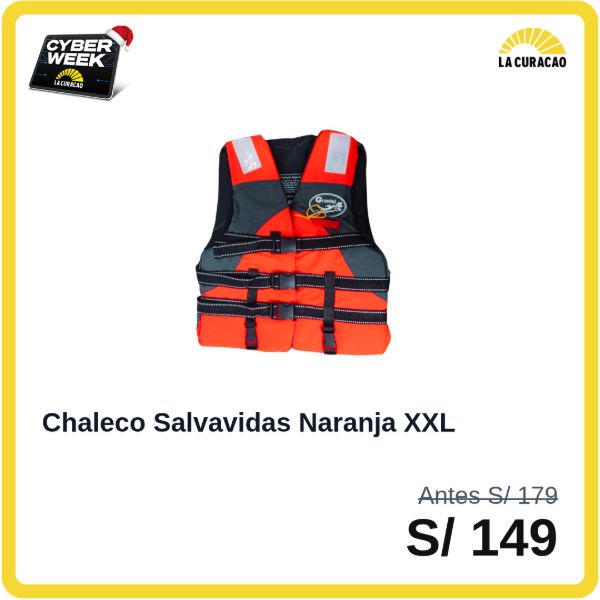 CYBER
WEEK
LA CURACAO
LA CURACAO
Chaleco Salvavidas Naranja XXL
Antes S/ 179
S/ 149